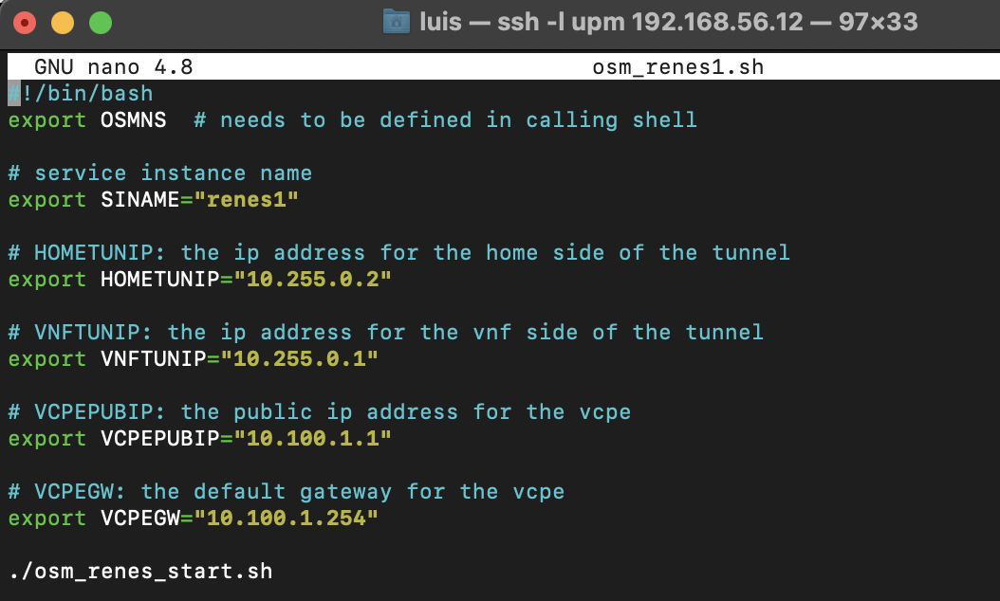 luis — ssh -l upm 192.168.56.12 — 97×33
GNU nano 4.8 osm_renes1.sh
#!/bin/bash
export OSMNS  # needs to be defined in calling shell
# service instance name
export SINAME="renes1"
# HOMETUNIP: the ip address for the home side of the tunnel
export HOMETUNIP="10.255.0.2"
# VNFTUNIP: the ip address for the vnf side of the tunnel
export VNFTUNIP="10.255.0.1"
# VCPEPUBIP: the public ip address for the vcpe
export VCPEPUBIP="10.100.1.1"
# VCPEGW: the default gateway for the vcpe
export VCPEGW="10.100.1.254"
./osm_renes_start.sh